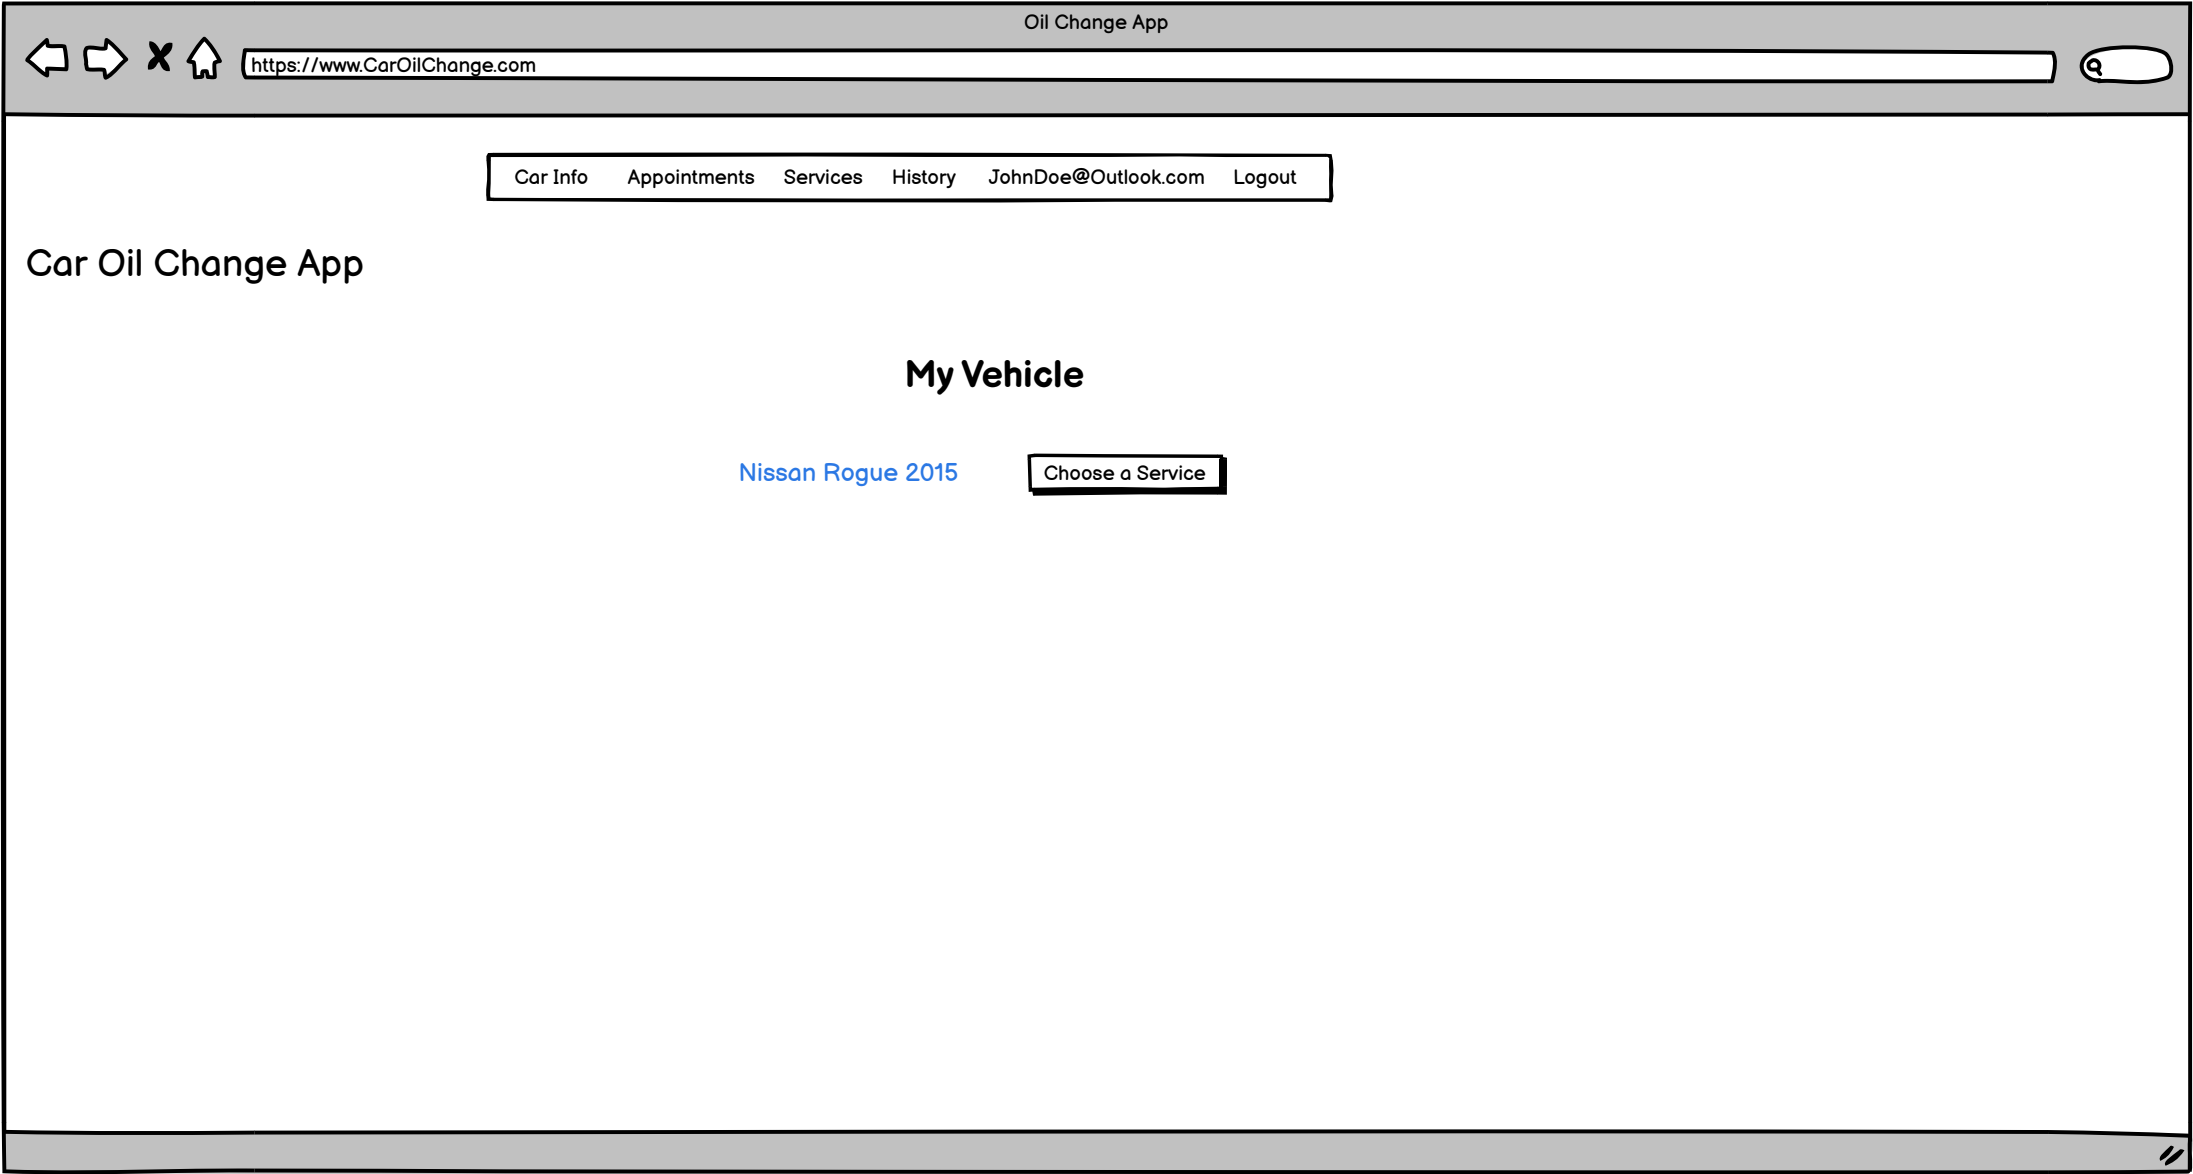 Oil Change App
https://www.CarOilChange.com
Car Info Appointments Services History JohnDoe@Outlook.com Logout
Car Oil Change App
My Vehicle
Nissan Rogue 2015 Choose a Service